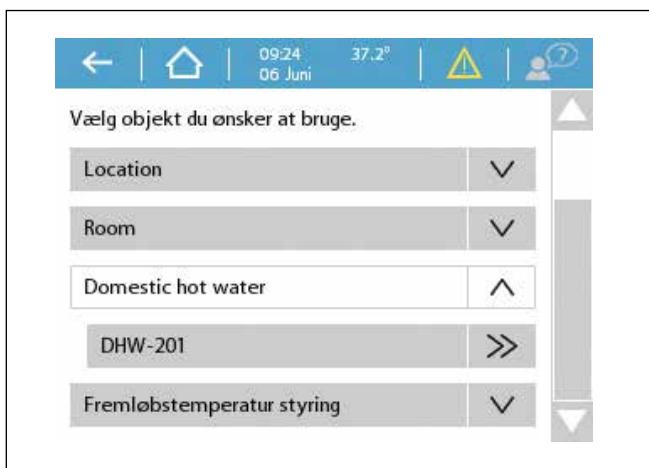 09:24 37.2°
06 Juni
?
Vælg objekt du ønsker at bruge.
Location
Room
Domestic hot water
DHW-201
Fremløbstemperatur styring